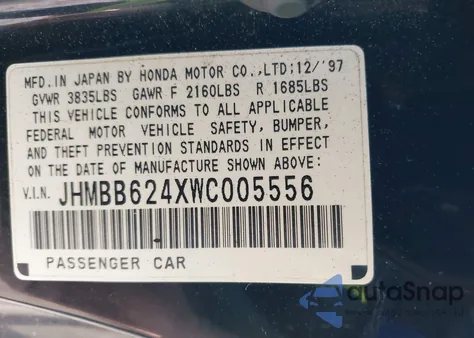 MFD.IN JAPAN BY HONDA MOTOR CO.,LTD;12/'97
GVWR 3835LBS GAWR F 2160LBS R 1685LBS
THIS VEHICLE CONFORMS TO ALL APPLICABLE
FEDERAL MOTOR VEHICLE SAFETY, BUMPER,
AND THEFT PREVENTION STANDARDS IN EFFECT
ON THE DATE OF MANUFACTURE SHOWN ABOVE:
V.I.N. JHMBB624XWC005556
PASSENGER CAR
autoSnap